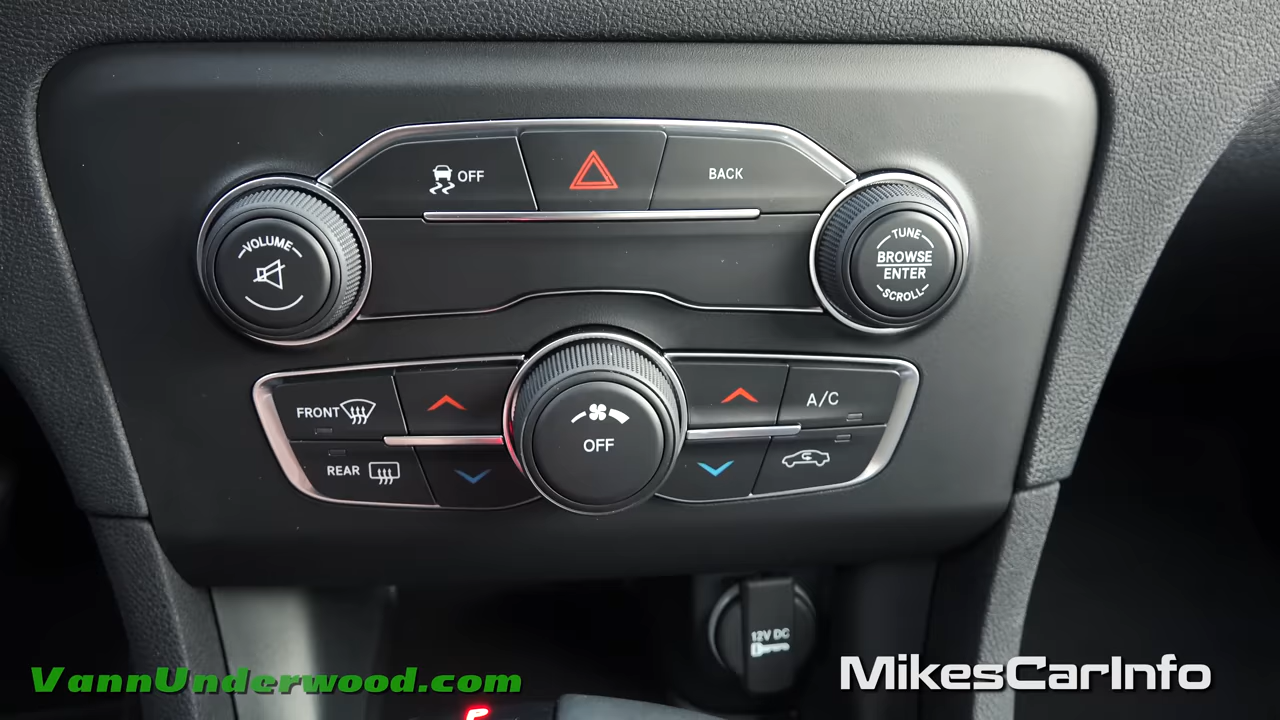 OFF
BACK
VOLUME
TUNE
BROWSE
ENTER
SCROLL
FRONT
OFF
A/C
REAR
12V DC
VannUnderwood.com
MikesCarInfo
P